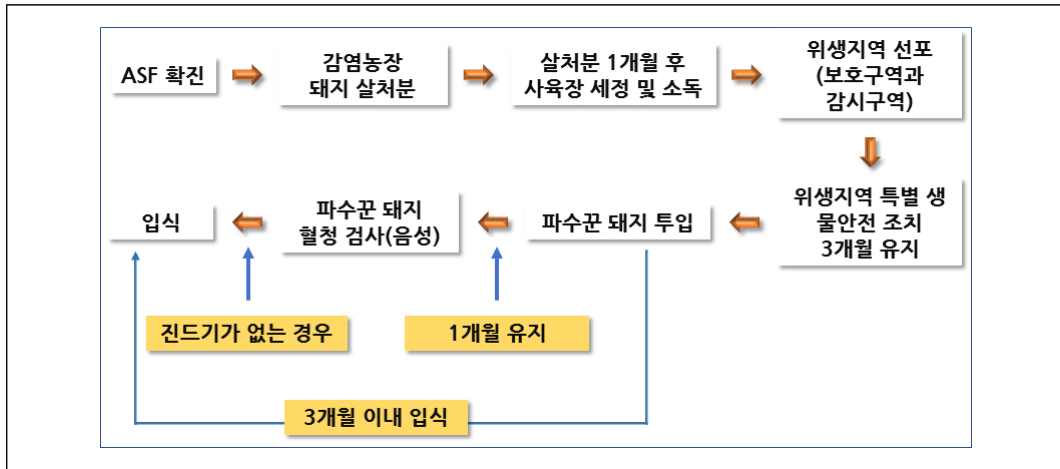 ASF 확진
감염농장
돼지 살처분
살처분 1개월 후
사육장 세정 및 소독
위생지역 선포
(보호구역과
감시구역)
위생지역 특별 생
물안전 조치
3개월 유지
파수꾼 돼지 투입
파수꾼 돼지
혈청 검사(음성)
입식
진드기가 없는 경우
1개월 유지
3개월 이내 입식